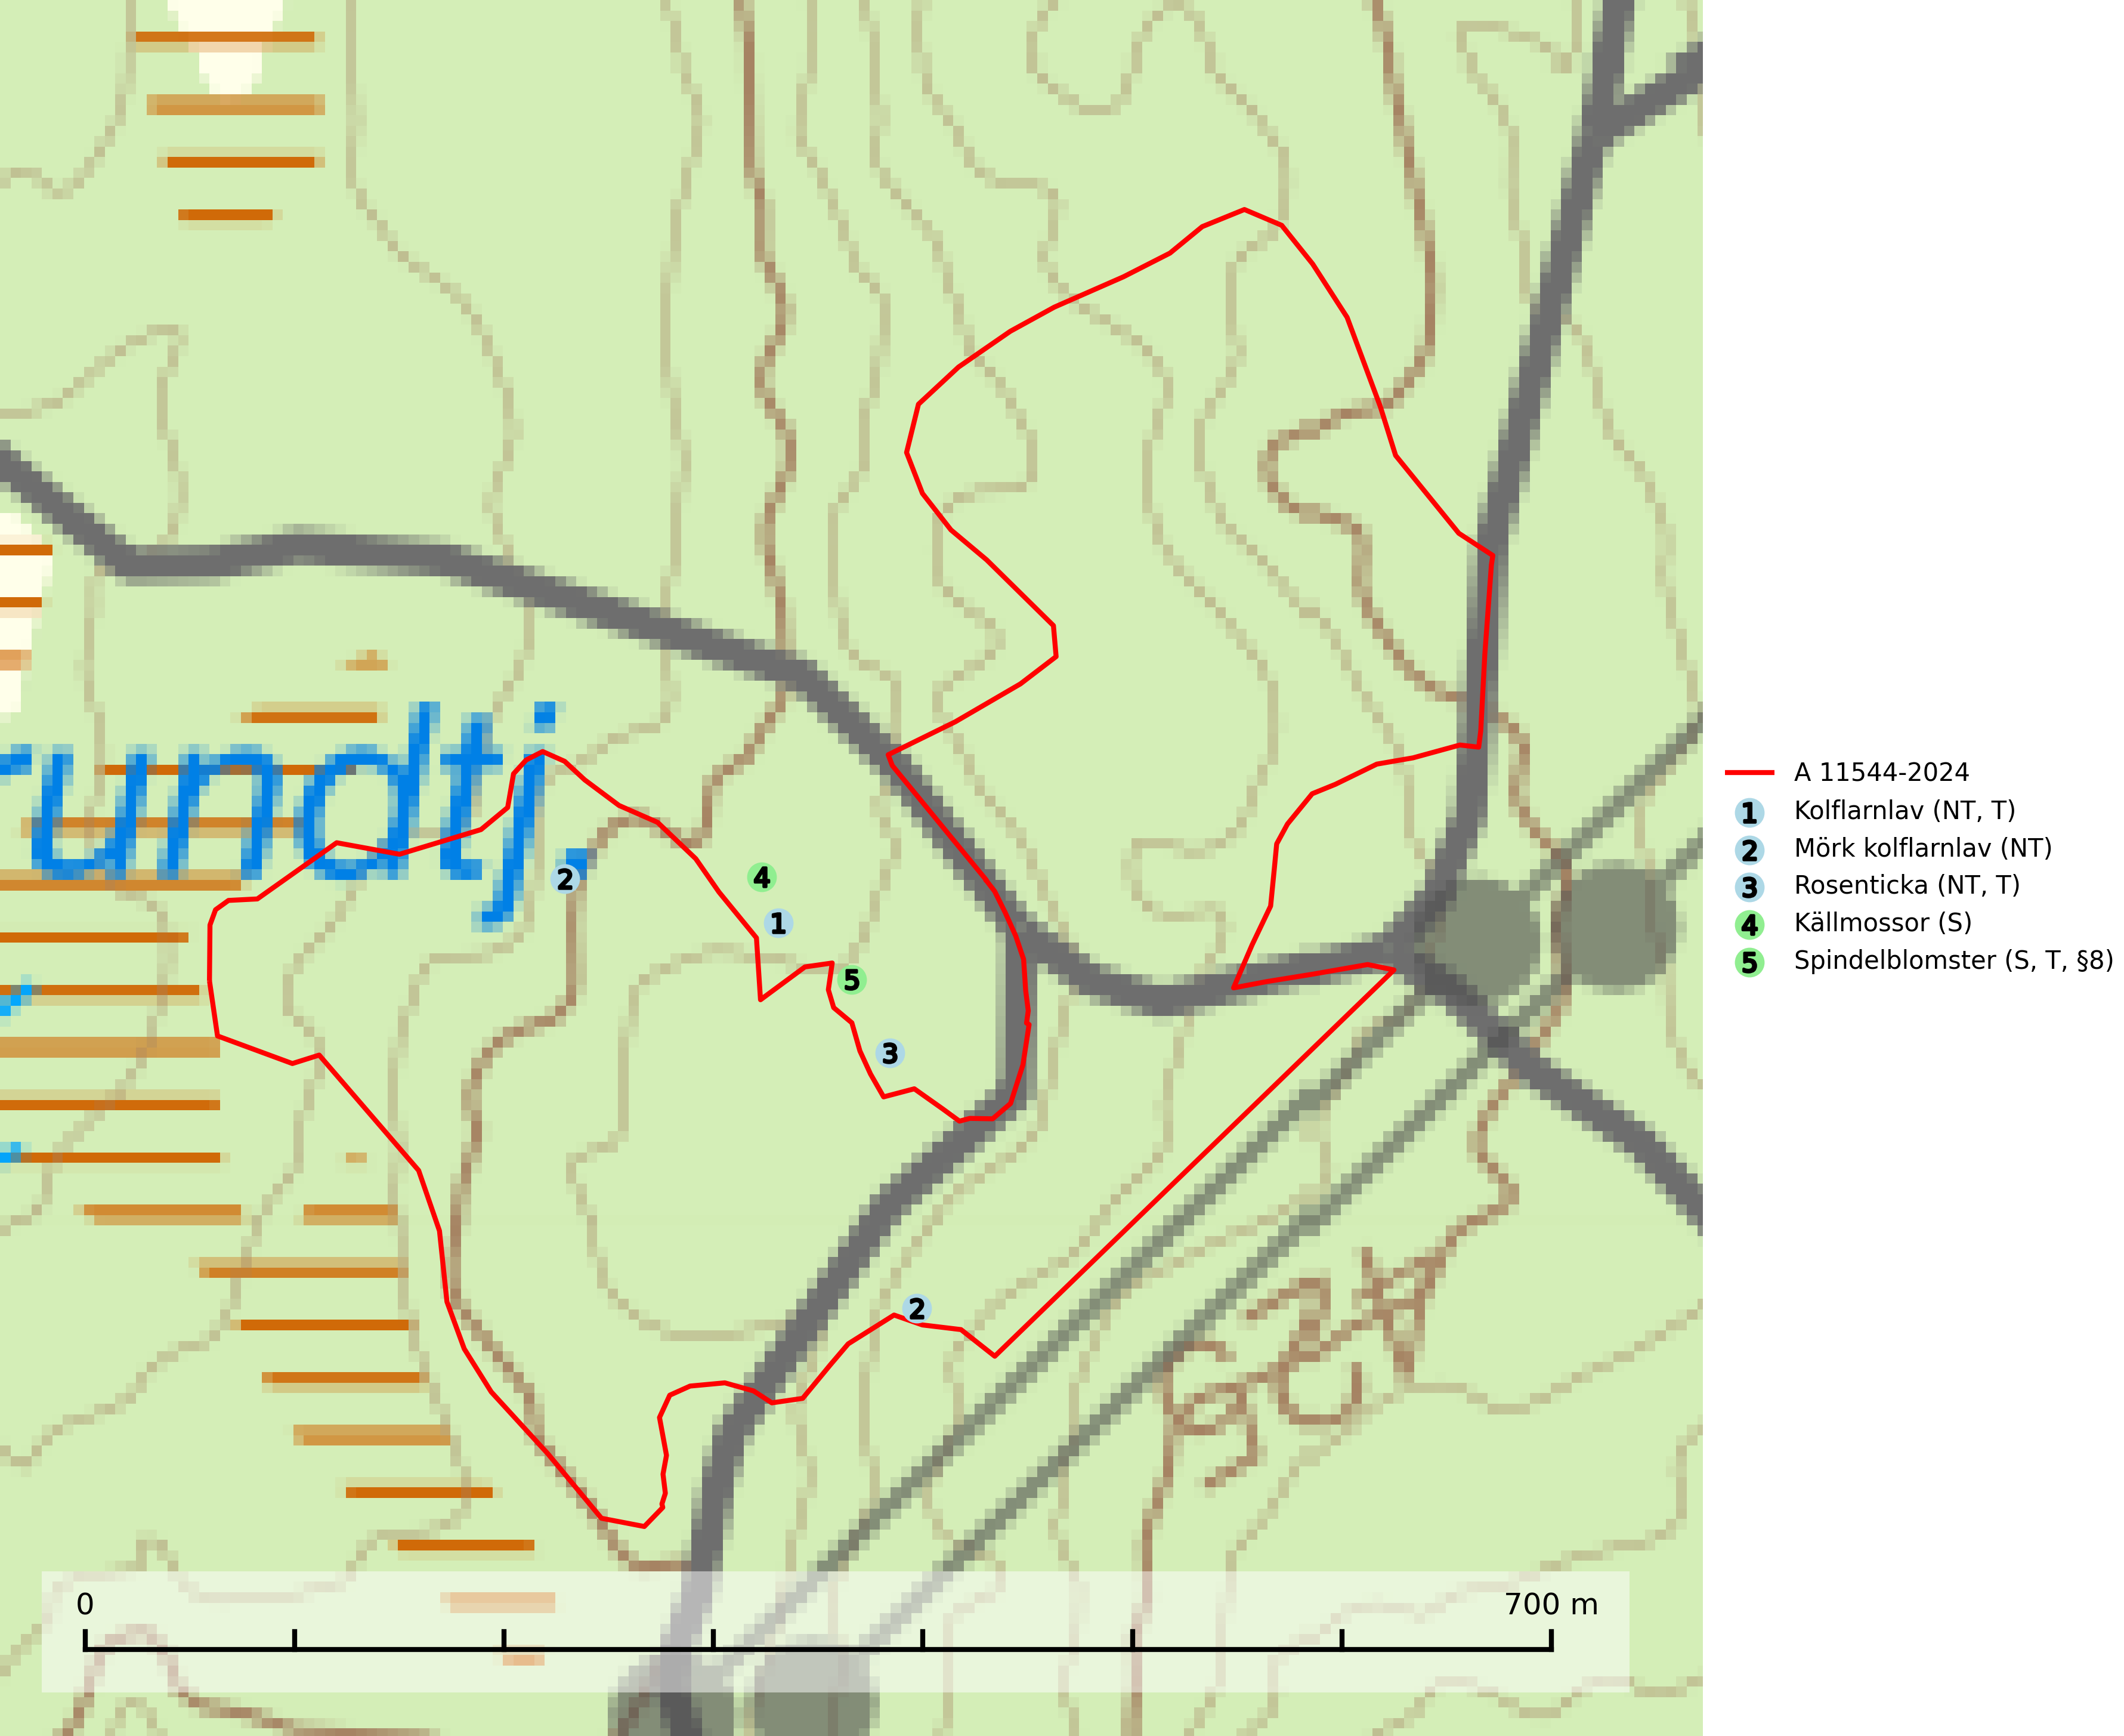 undtj.
2
4
1
5
3
2
0
700 m
A 11544-2024
1 Kolflarnlav (NT, T)
2 Mörk kolflarnlav (NT)
3 Rosenticka (NT, T)
4 Källmossor (S)
5 Spindelblomster (S, T, §8)